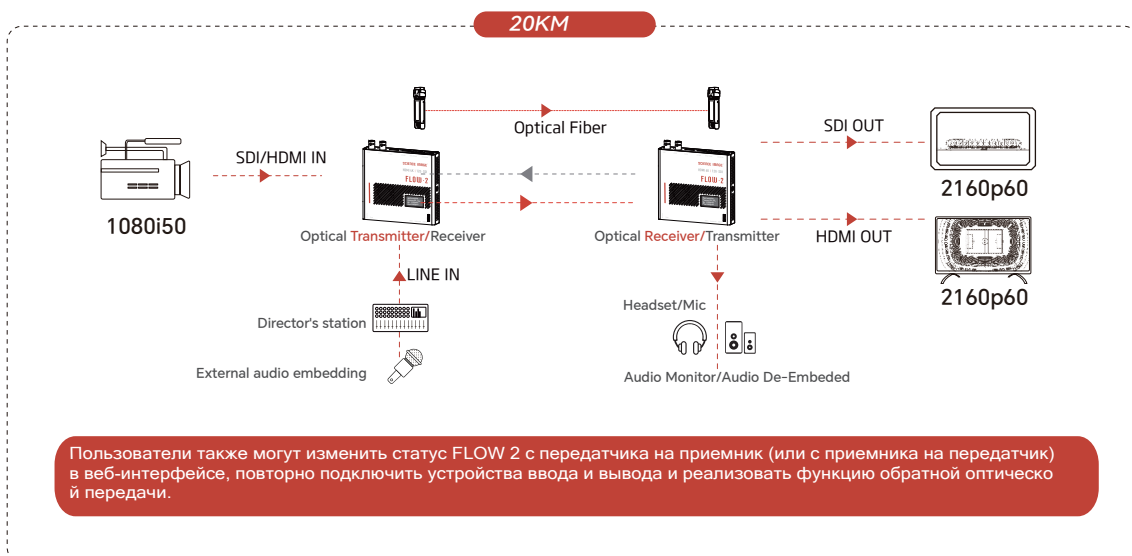 20KM
Optical Fiber
SDI OUT
SDI/HDMI IN
FLOW-2
FLOW-2
2160p60
1080i50
Optical Transmitter/Receiver
Optical Receiver/Transmitter
HDMI OUT
LINE IN
2160p60
Headset/Mic
Director's station
External audio embedding
Audio Monitor/Audio De-Embeded
Пользователи также могут изменить статус FLOW 2 с передатчика на приемник (или с приемника на передатчик)
в веб-интерфейсе, повторно подключить устройства ввода и вывода и реализовать функцию обратной оптическо
й передачи.